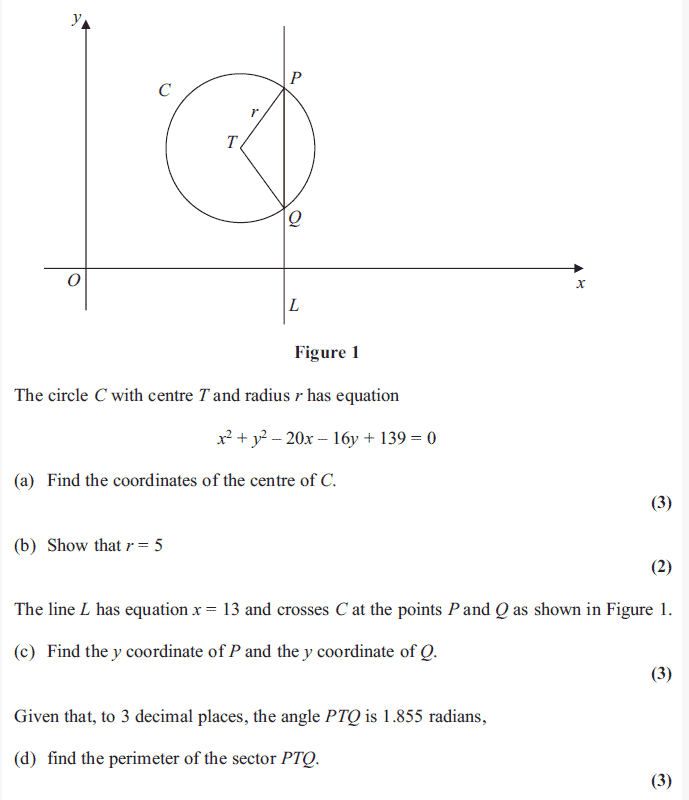 y
C
P
r
T
Q
O
x
L
Figure 1
The circle C with centre T and radius r has equation
x² + y² – 20x – 16y + 139 = 0
(a) Find the coordinates of the centre of C.
(3)
(b) Show that r = 5
(2)
The line L has equation x = 13 and crosses C at the points P and Q as shown in Figure 1.
(c) Find the y coordinate of P and the y coordinate of Q.
(3)
Given that, to 3 decimal places, the angle PTQ is 1.855 radians,
(d) find the perimeter of the sector PTQ.
(3)